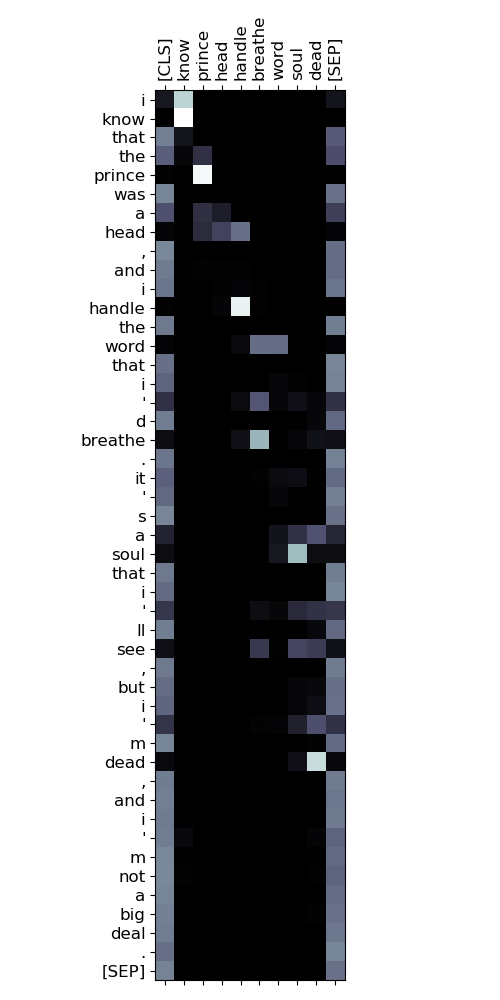 [CLS]
know
prince
head
handle
breathe
word
soul
dead
[SEP]
i
know
that
the
prince
was
a
head
,
and
i
handle
the
word
that
i
'
d
breathe
.
it
'
s
a
soul
that
i
'
ll
see
,
but
i
'
m
dead
,
and
i
'
m
not
a
big
deal
.
[SEP]